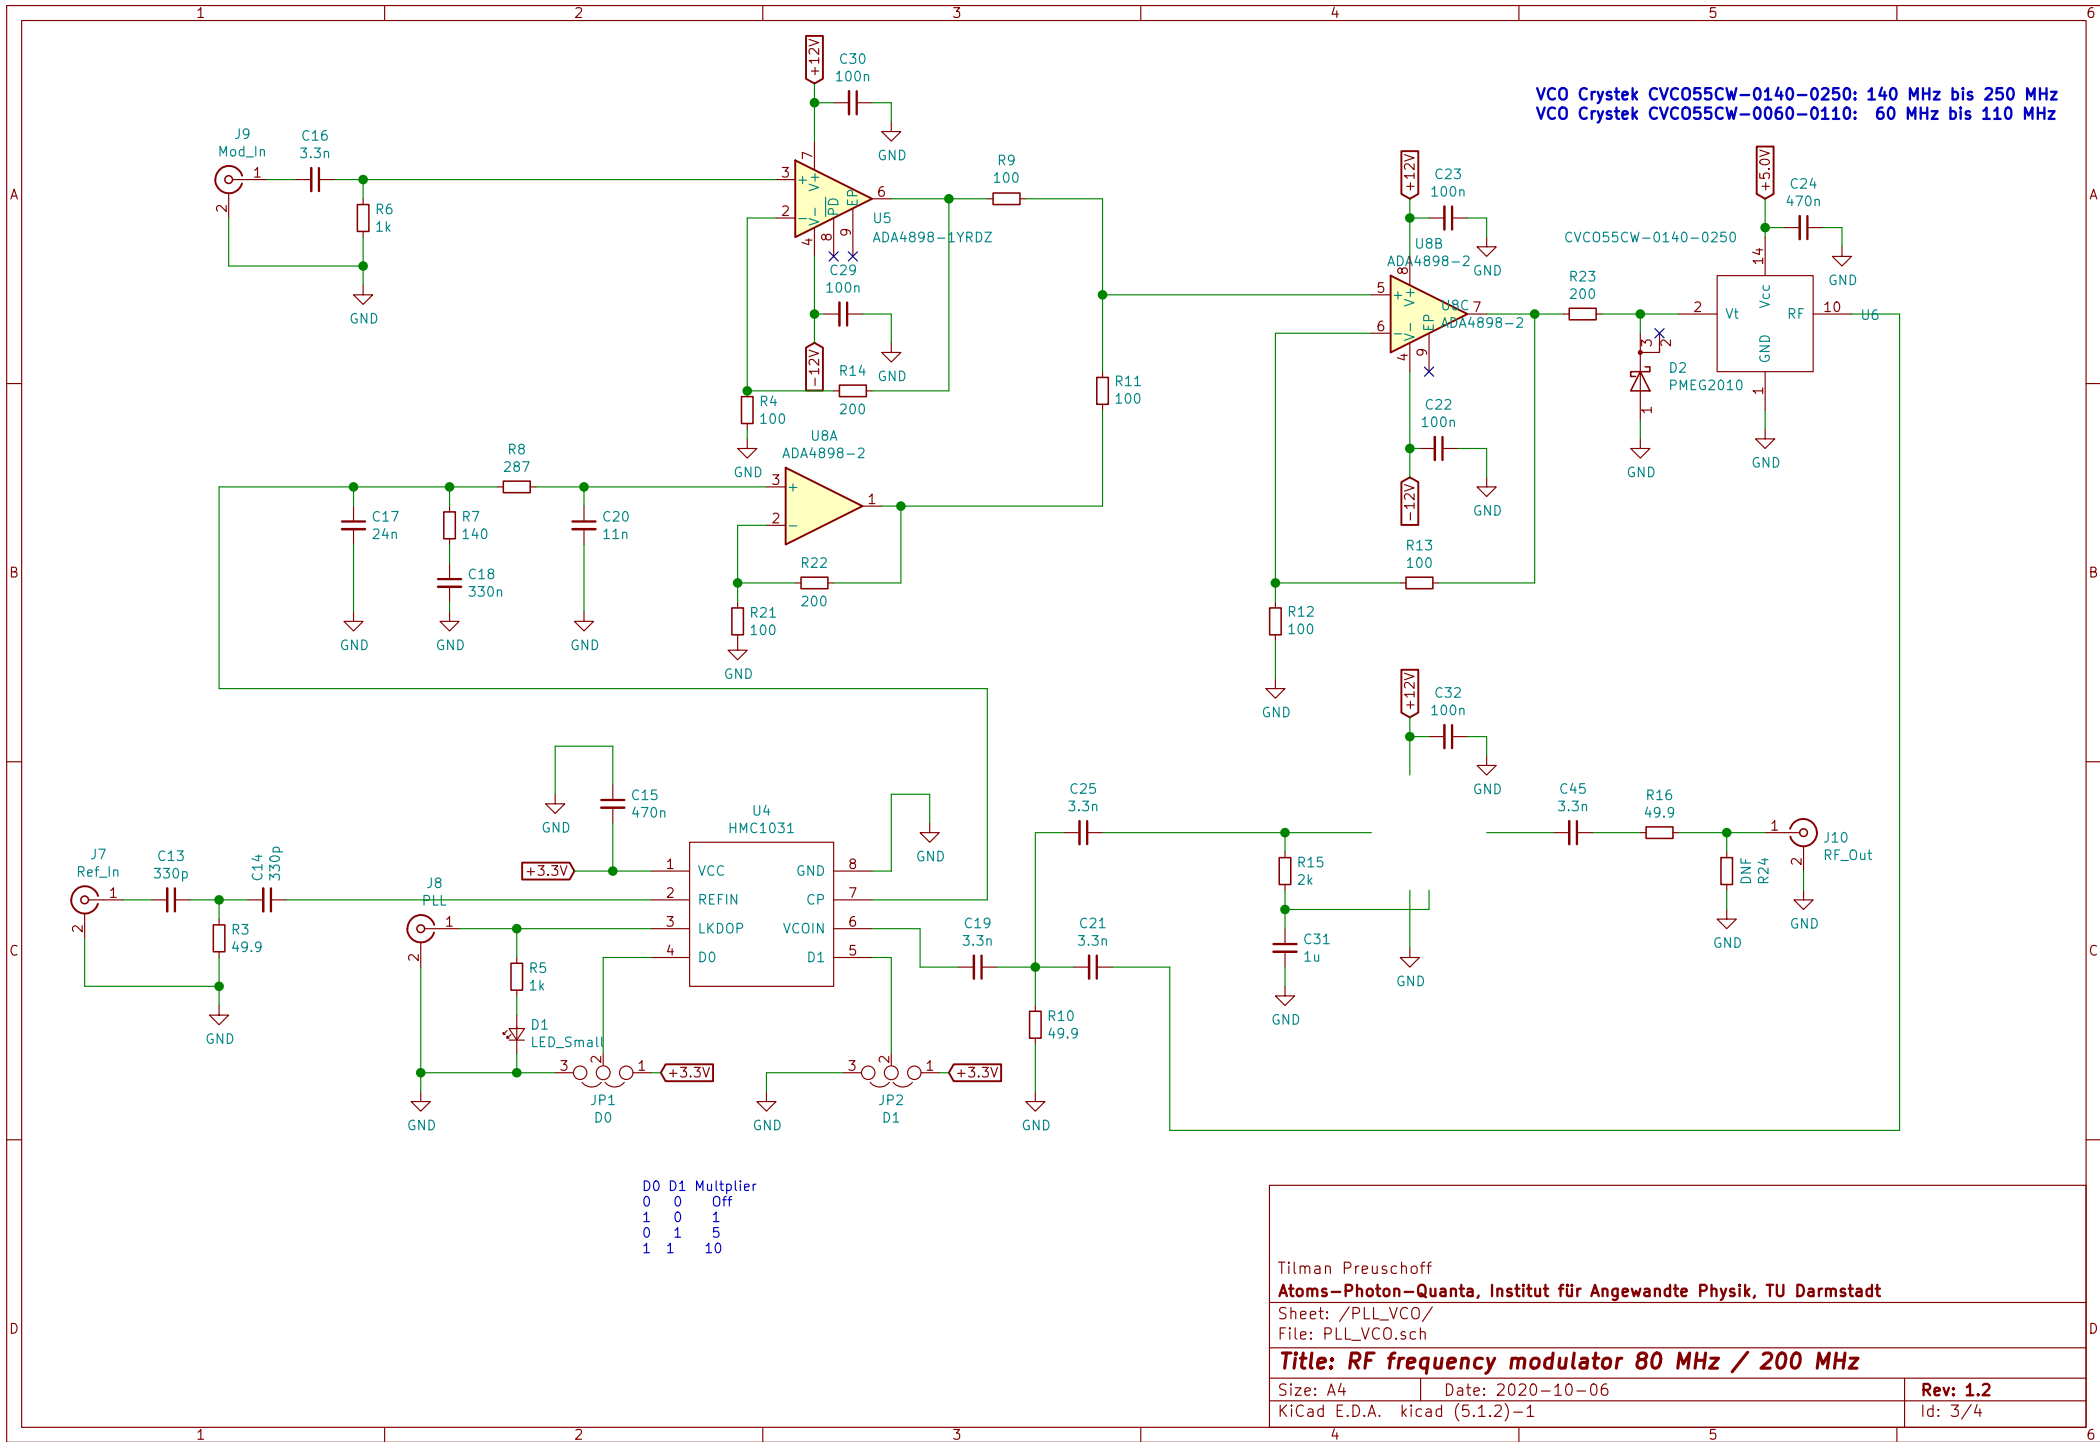 1 2 3 4 5 6
+12V
C30
100n
VCO Crystek CVCO55CW-0140-0250: 140 MHz bis 250 MHz
VCO Crystek CVCO55CW-0060-0110:  60 MHz bis 110 MHz
J9
Mod_In
1
2
C16
3.3n
R6
1k
GND
GND
3
2
7
+
-
V+
V-
PD
EP
4
8
9
6
U5
ADA4898-1YRDZ
C29
100n
GND
-12V
R14
200
R4
100
GND
R9
100
R11
100
+12V
C23
100n
GND
U8B
ADA4898-2
8
5
6
+
-
V+
V-
EP
4
9
7
U8C
ADA4898-2
C22
100n
GND
-12V
R13
100
R12
100
GND
+5.0V
C24
470n
GND
CVCO55CW-0140-0250
R23
200
14
2
Vt
Vcc
RF
GND
10
U6
1
GND
3
2
D2
PMEG2010
1
GND
A
A
R8
287
C17
24n
R7
140
C18
330n
C20
11n
GND
GND
GND
U8A
ADA4898-2
3
2
+
-
1
R22
200
R21
100
GND
B
B
C15
470n
GND
+3.3V
U4
HMC1031
1
VCC
2
REFIN
3
LKDOP
4
D0
GND
8
CP
7
VCOIN
6
D1
5
GND
J7
Ref_In
1
2
C13
330p
C14
330p
R3
49.9
GND
J8
PLL
1
2
R5
1k
D1
LED_Small
GND
3
2
1
+3.3V
JP1
D0
3
2
1
+3.3V
JP2
D1
GND
C19
3.3n
C21
3.3n
C25
3.3n
R10
49.9
GND
+12V
C32
100n
GND
R15
2k
C31
1u
GND
GND
C45
3.3n
R16
49.9
DNF
R24
GND
1
2
J10
RF_Out
GND
C
C
D0 D1 Multplier
0 0 Off
1 0 1
0 1 5
1 1 10
D
D
Tilman Preuschoff
Atoms-Photon-Quanta, Institut für Angewandte Physik, TU Darmstadt
Sheet: /PLL_VCO/
File: PLL_VCO.sch
Title: RF frequency modulator 80 MHz / 200 MHz
Size: A4 Date: 2020-10-06 Rev: 1.2
KiCad E.D.A.  kicad (5.1.2)-1 Id: 3/4
1 2 3 4 5 6